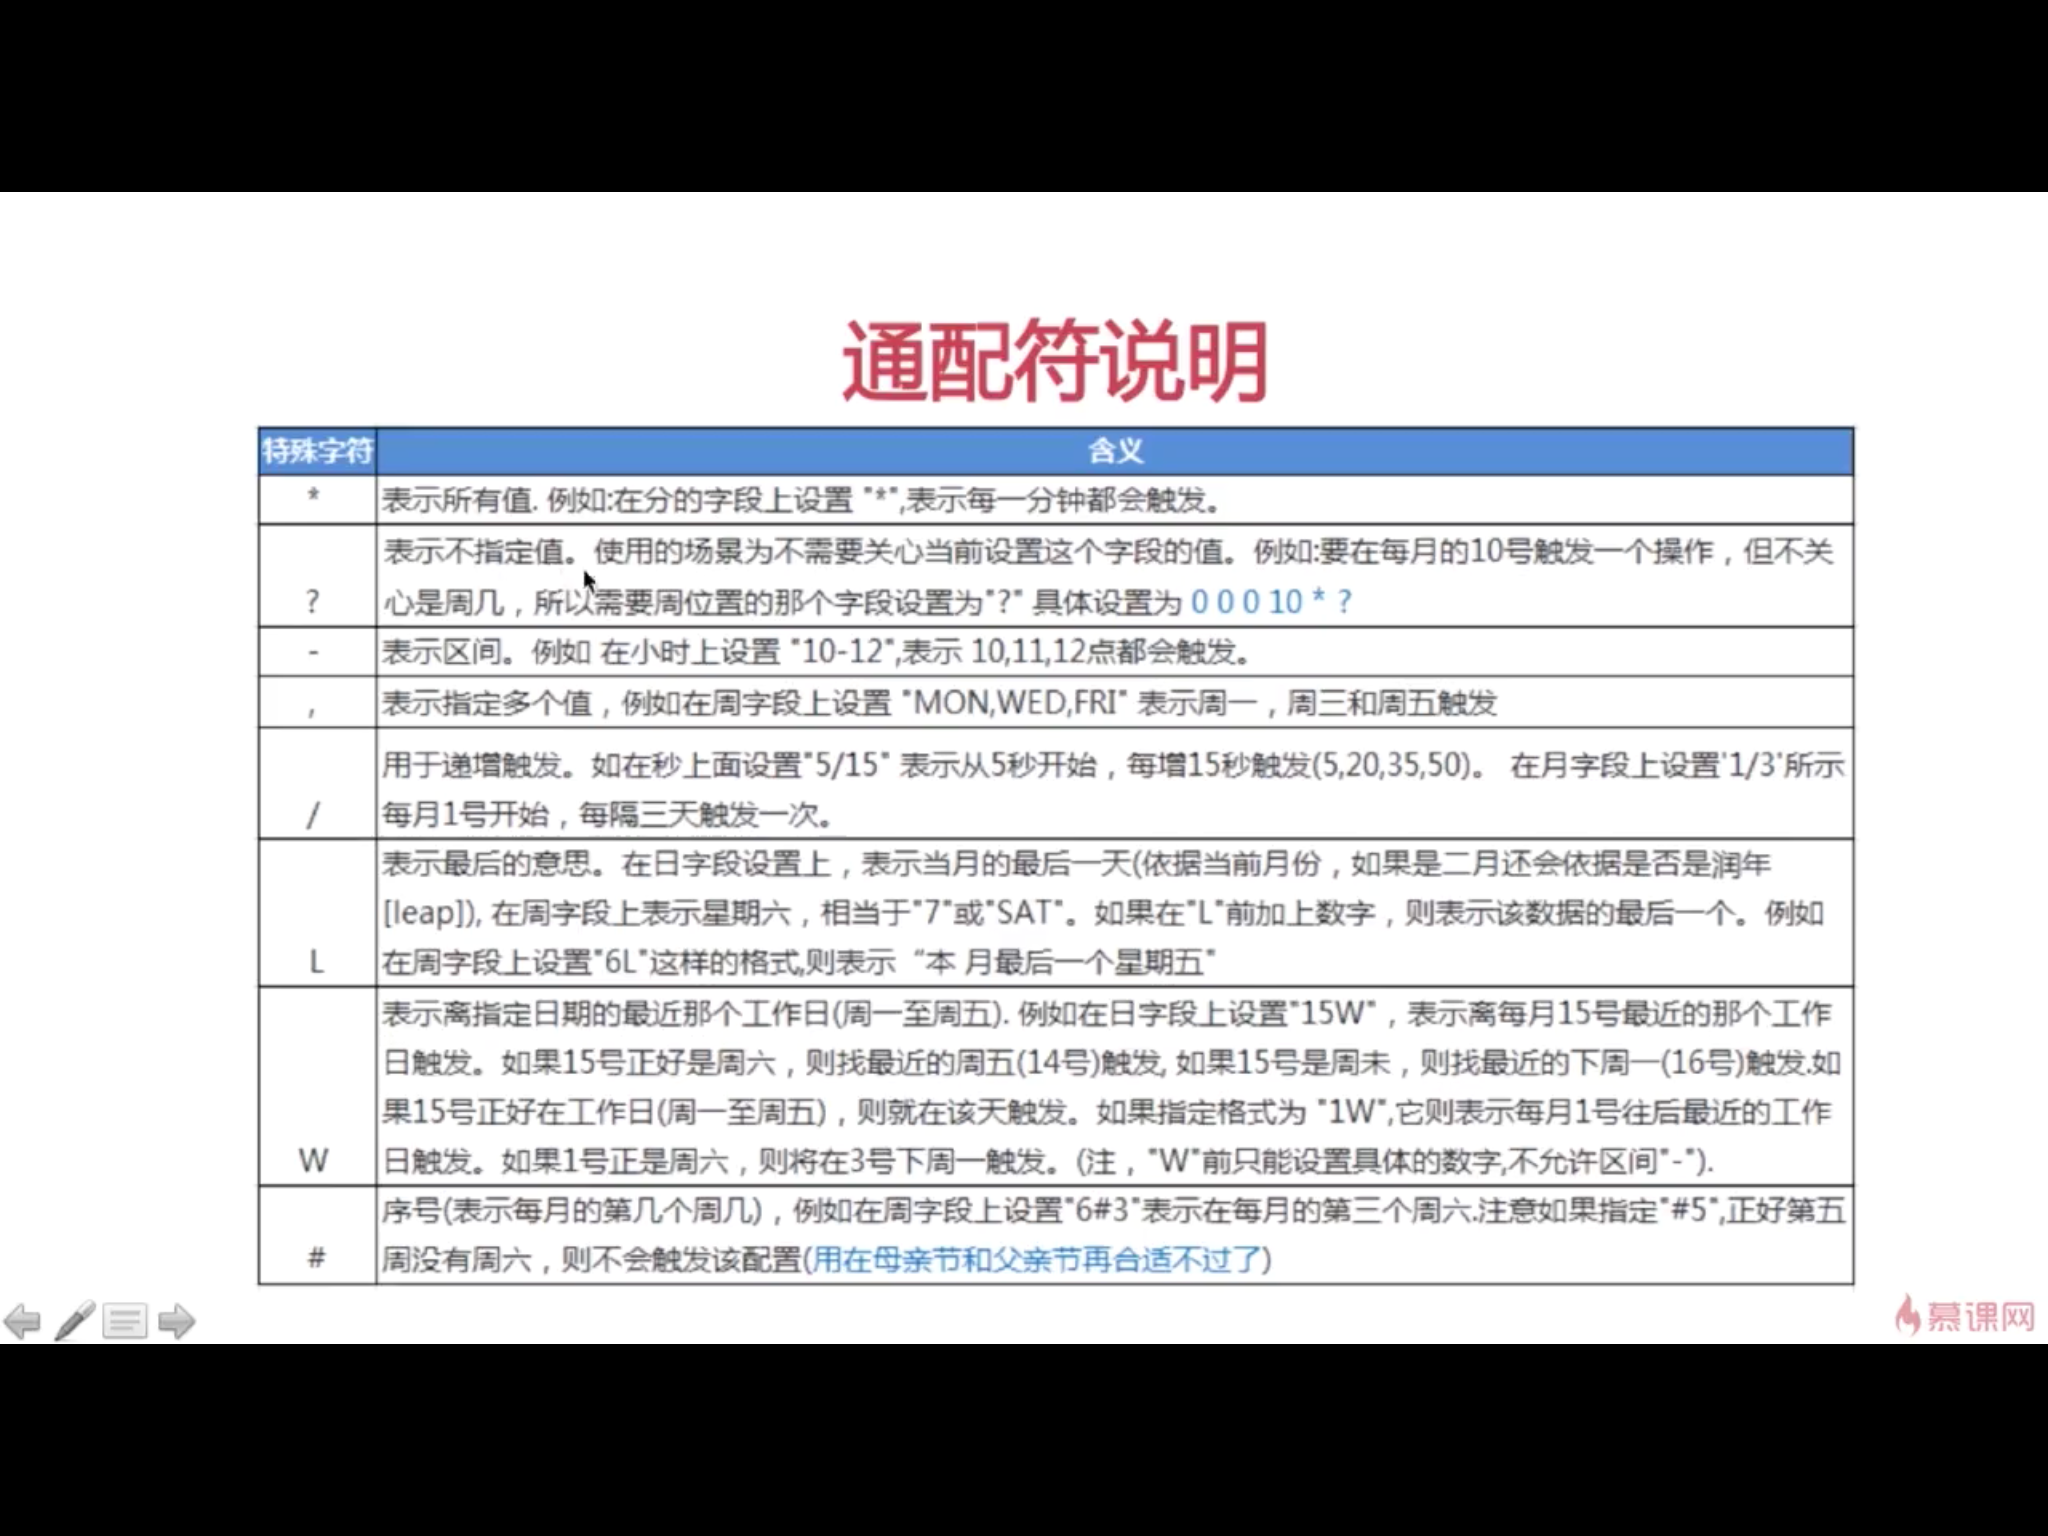 通配符说明
特殊字符 含义
* 表示所有值. 例如:在分的字段上设置 "*",表示每一分钟都会触发。
表示不指定值。使用的场景为不需要关心当前设置这个字段的值。例如:要在每月的10号触发一个操作，但不关
? 心是周几，所以需要周位置的那个字段设置为"?" 具体设置为 0 0 0 10 * ?
- 表示区间。例如 在小时上设置 "10-12",表示 10,11,12点都会触发。
, 表示指定多个值，例如在周字段上设置 "MON,WED,FRI" 表示周一，周三和周五触发
用于递增触发。如在秒上面设置"5/15" 表示从5秒开始，每增15秒触发(5,20,35,50)。 在月字段上设置'1/3'所示
/ 每月1号开始，每隔三天触发一次。
表示最后的意思。在日字段设置上，表示当月的最后一天(依据当前月份，如果是二月还会依据是否是润年
[leap]), 在周字段上表示星期六，相当于"7"或"SAT"。如果在"L"前加上数字，则表示该数据的最后一个。例如
L 在周字段上设置"6L"这样的格式,则表示“本 月最后一个星期五"
表示离指定日期的最近那个工作日(周一至周五). 例如在日字段上设置"15W"，表示离每月15号最近的那个工作
日触发。如果15号正好是周六，则找最近的周五(14号)触发, 如果15号是周未，则找最近的下周一(16号)触发.如
果15号正好在工作日(周一至周五)，则就在该天触发。如果指定格式为 "1W",它则表示每月1号往后最近的工作
W 日触发。如果1号正是周六，则将在3号下周一触发。(注，"W"前只能设置具体的数字,不允许区间"-").
序号(表示每月的第几个周几)，例如在周字段上设置"6#3"表示在每月的第三个周六.注意如果指定"#5",正好第五
# 周没有周六，则不会触发该配置(用在母亲节和父亲节再合适不过了)
慕课网